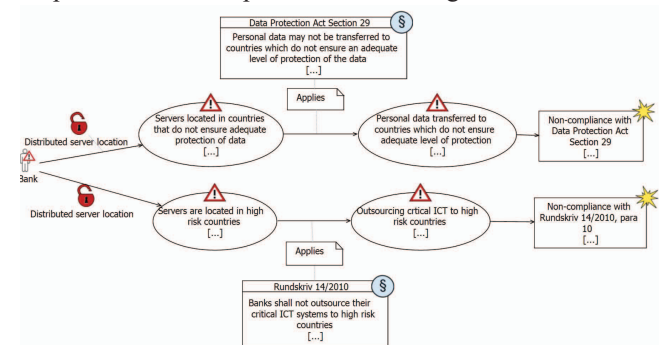 Data Protection Act Section 29
§
Personal data may not be transferred to
countries which do not ensure an adequate
level of protection of the data
[...]
Applies
Servers located in countries
that do not ensure adequate
protection of data
[...]
Personal data transferred to
countries which do not ensure
adequate level of protection
[...]
Non-compliance with
Data Protection Act
Section 29
[...]
Distributed server location
Bank
Distributed server location
Servers are located in high
risk countries
[...]
Outsourcing crtical ICT to high
risk countries
[...]
Non-compliance with
Rundskriv 14/2010, para
10
[...]
Applies
Rundskriv 14/2010
§
Banks shall not outsource their
critical ICT systems to high risk
countries
[...]